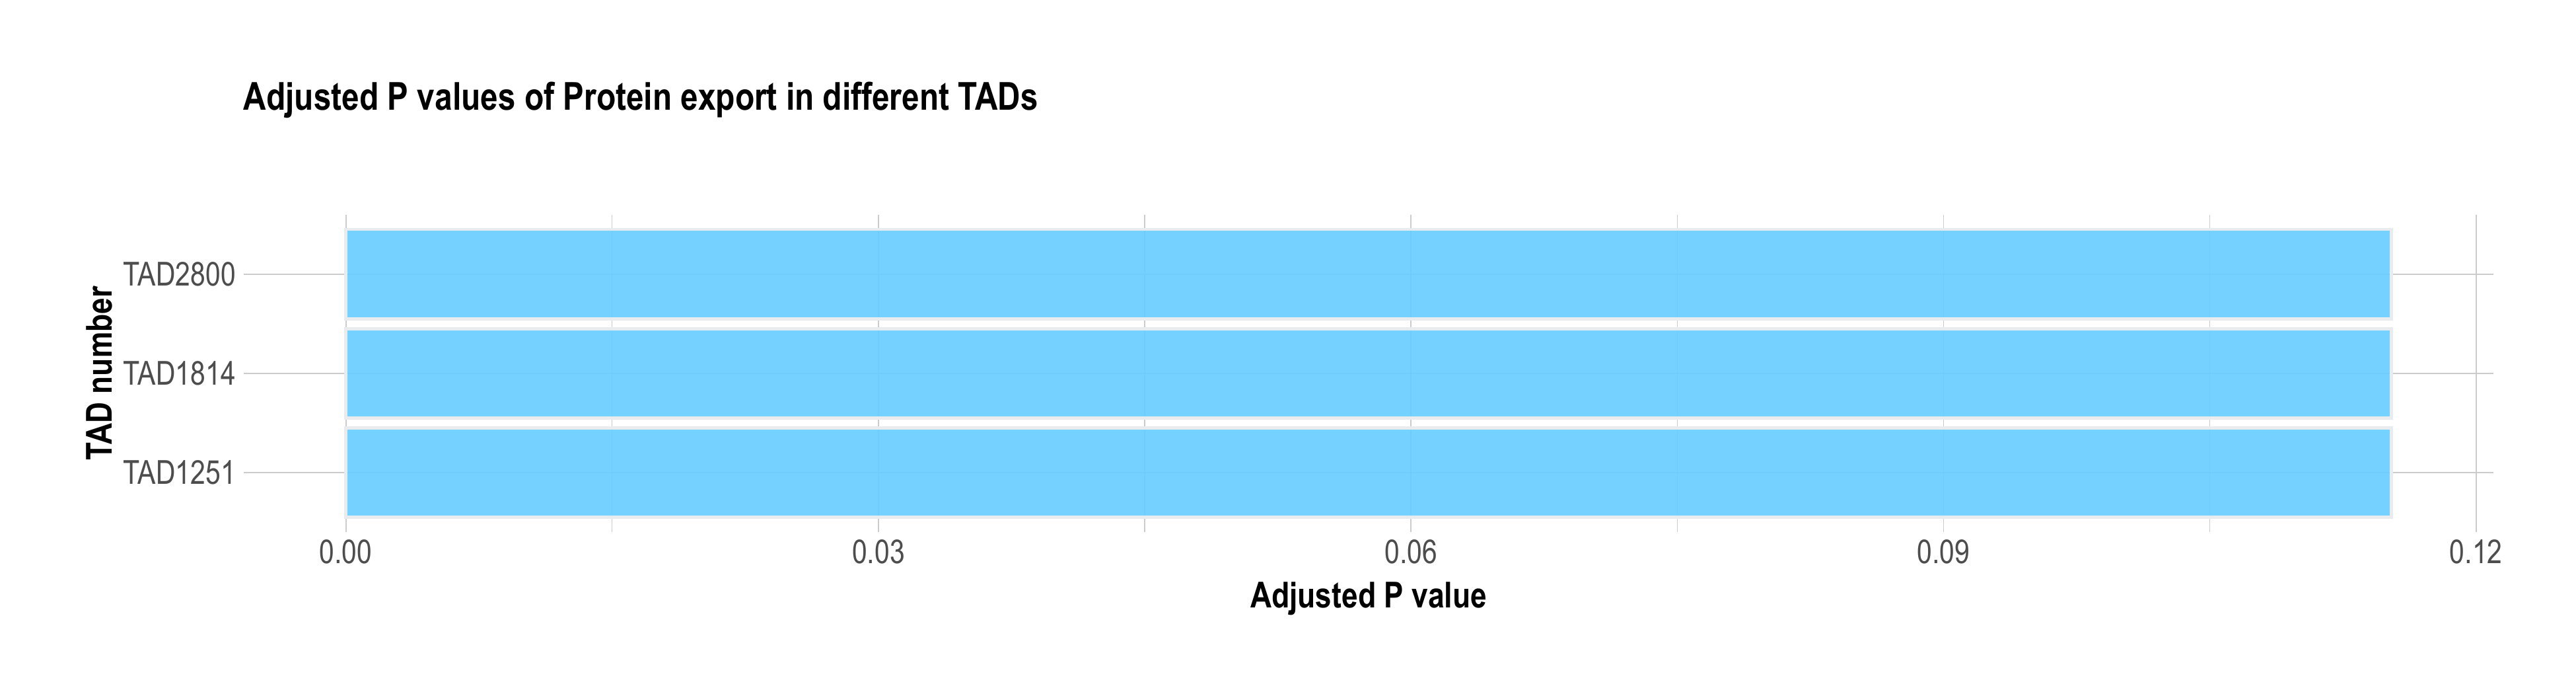 Adjusted P values of Protein export in different TADs
TAD number
TAD2800
TAD1814
TAD1251
0.00 0.03 0.06 0.09 0.12
Adjusted P value